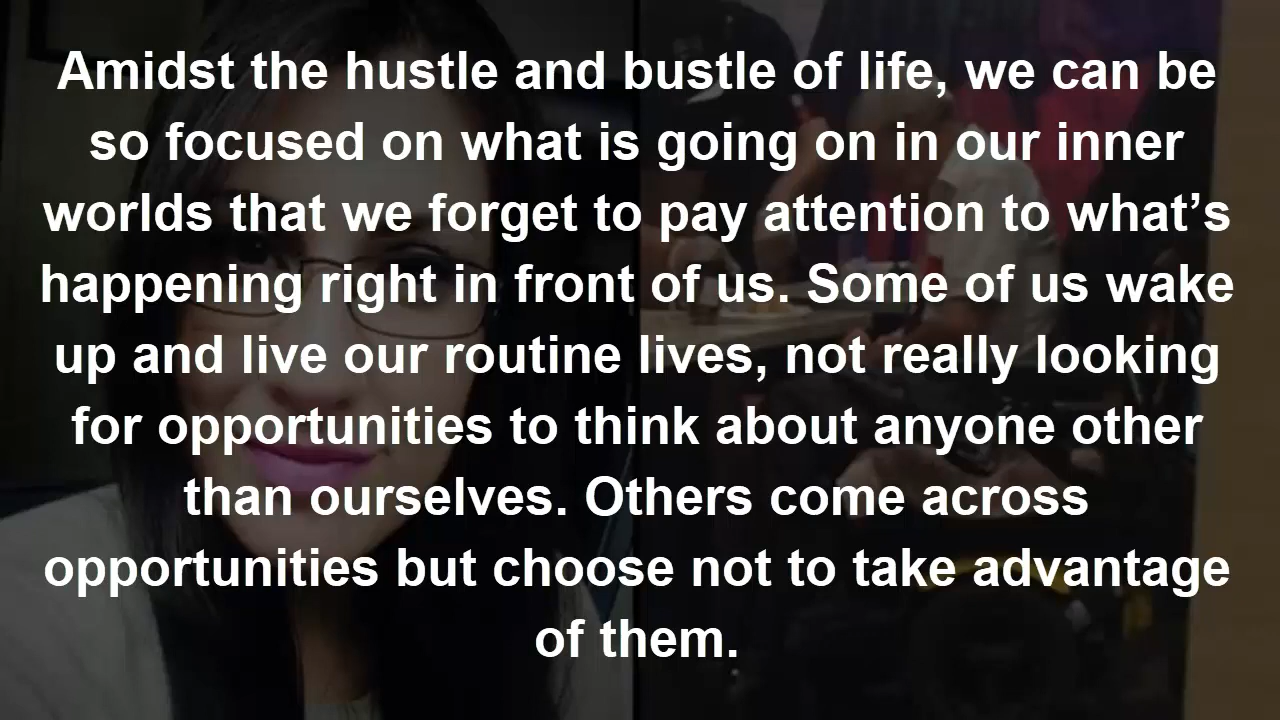 Amidst the hustle and bustle of life, we can be
so focused on what is going on in our inner
worlds that we forget to pay attention to what’s
happening right in front of us. Some of us wake
up and live our routine lives, not really looking
for opportunities to think about anyone other
than ourselves. Others come across
opportunities but choose not to take advantage
of them.